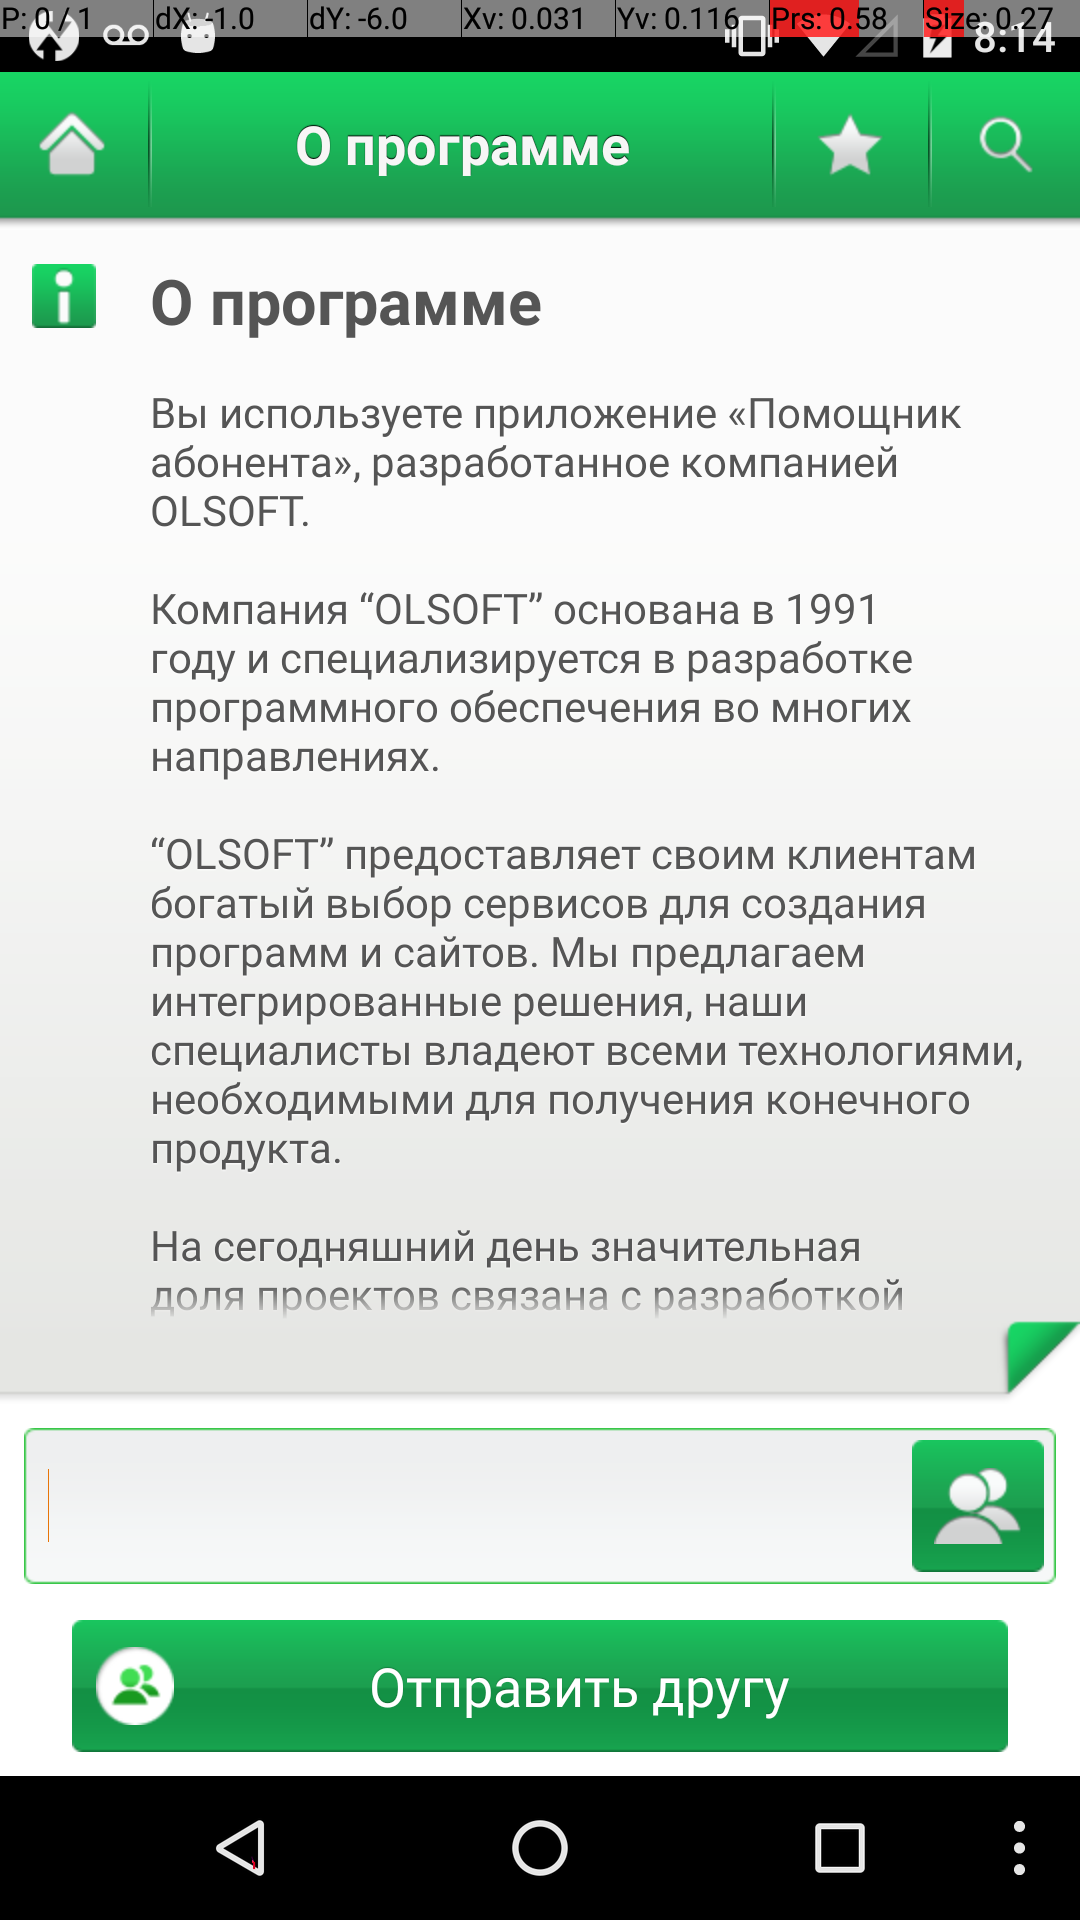 P: 0 / 1 dX: -1.0 dY: -6.0 Xv: 0.031 Yv: 0.116 Prs: 0.58 Size: 0.27
8:14
О программе
О программе
Вы используете приложение «Помощник
абонента», разработанное компанией
OLSOFT.
Компания “OLSOFT” основана в 1991
году и специализируется в разработке
программного обеспечения во многих
направлениях.
“OLSOFT” предоставляет своим клиентам
богатый выбор сервисов для создания
программ и сайтов. Мы предлагаем
интегрированные решения, наши
специалисты владеют всеми технологиями,
необходимыми для получения конечного
продукта.
На сегодняшний день значительная
доля проектов связана с разработкой
Отправить другу